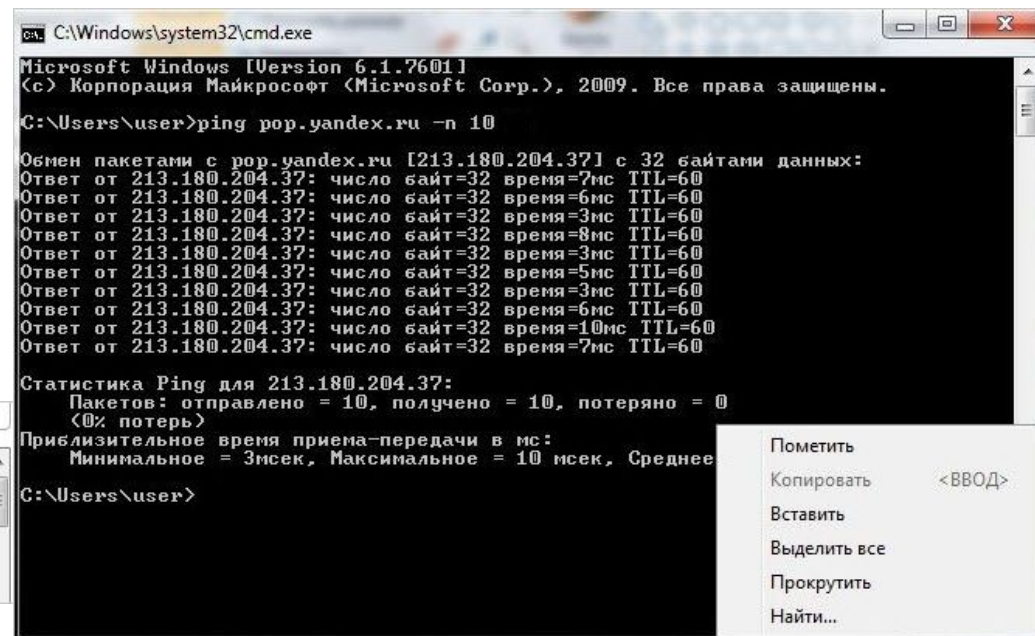 C:\Windows\system32\cmd.exe
Microsoft Windows [Version 6.1.7601]
(c) Корпорация Майкрософт (Microsoft Corp.), 2009. Все права защищены.
C:\Users\user>ping pop.yandex.ru -n 10
Обмен пакетами с pop.yandex.ru [213.180.204.37] с 32 байтами данных:
Ответ от 213.180.204.37: число байт=32 время=7мс TTL=60
Ответ от 213.180.204.37: число байт=32 время=6мс TTL=60
Ответ от 213.180.204.37: число байт=32 время=3мс TTL=60
Ответ от 213.180.204.37: число байт=32 время=8мс TTL=60
Ответ от 213.180.204.37: число байт=32 время=3мс TTL=60
Ответ от 213.180.204.37: число байт=32 время=5мс TTL=60
Ответ от 213.180.204.37: число байт=32 время=3мс TTL=60
Ответ от 213.180.204.37: число байт=32 время=6мс TTL=60
Ответ от 213.180.204.37: число байт=32 время=10мс TTL=60
Ответ от 213.180.204.37: число байт=32 время=7мс TTL=60
Статистика Ping для 213.180.204.37:
Пакетов: отправлено = 10, получено = 10, потеряно = 0
(0% потерь)
Приблизительное время приема-передачи в мс:
Минимальное = 3мсек, Максимальное = 10 мсек, Среднее
C:\Users\user>
Пометить
Копировать <ВВОД>
Вставить
Выделить все
Прокрутить
Найти...